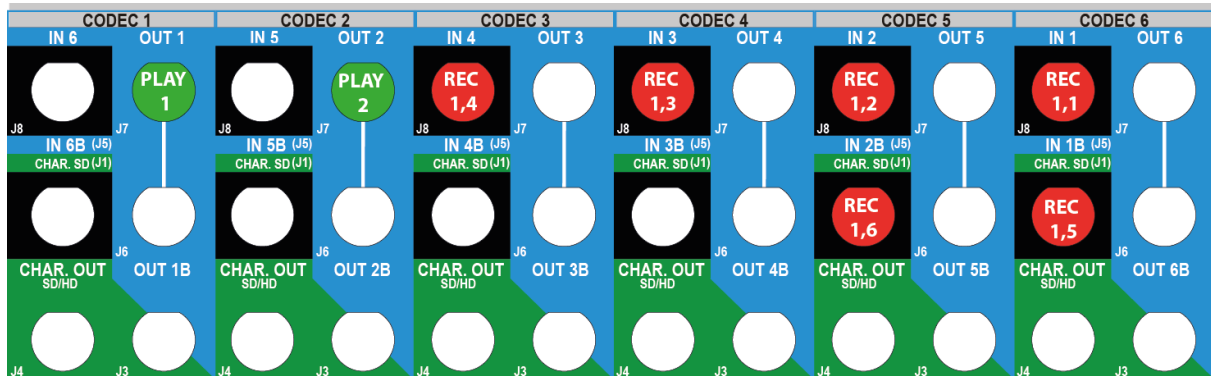 CODEC 1 CODEC 2 CODEC 3 CODEC 4 CODEC 5 CODEC 6
IN 6 OUT 1 IN 5 OUT 2 IN 4 OUT 3 IN 3 OUT 4 IN 2 OUT 5 IN 1 OUT 6
PLAY PLAY REC REC REC REC
1 2 1,4 1,3 1,2 1,1
J8 J7 J8 J7 J8 J7 J8 J7 J8 J7 J8 J7
IN 6B (J5) IN 5B (J5) IN 4B (J5) IN 3B (J5) IN 2B (J5) IN 1B (J5)
CHAR. SD (J1) CHAR. SD (J1) CHAR. SD (J1) CHAR. SD (J1) CHAR. SD (J1) CHAR. SD (J1)
REC REC
1,6 1,5
J6 J6 J6 J6 J6 J6
CHAR. OUT OUT 1B CHAR. OUT OUT 2B CHAR. OUT OUT 3B CHAR. OUT OUT 4B CHAR. OUT OUT 5B CHAR. OUT OUT 6B
SD/HD SD/HD SD/HD SD/HD SD/HD SD/HD
J4 J3 J4 J3 J4 J3 J4 J3 J4 J3 J4 J3